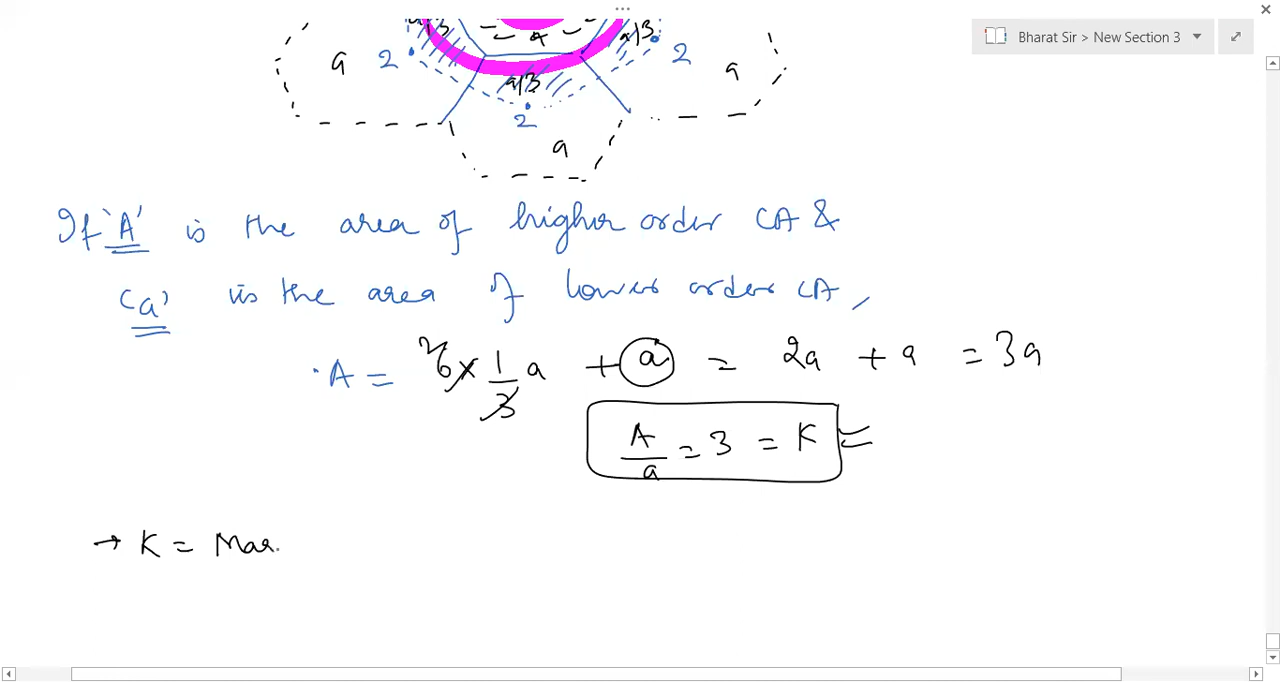 Bharat Sir > New Section 3
a/3 A a/3
a 2 a/3 2 a
2
a
If 'A' is the area of higher order CA &
'a' is the area of lower order CA,
A = 6 × 1/3 a + a = 2a + a = 3a
A/a = 3 = K
→ K = Mar